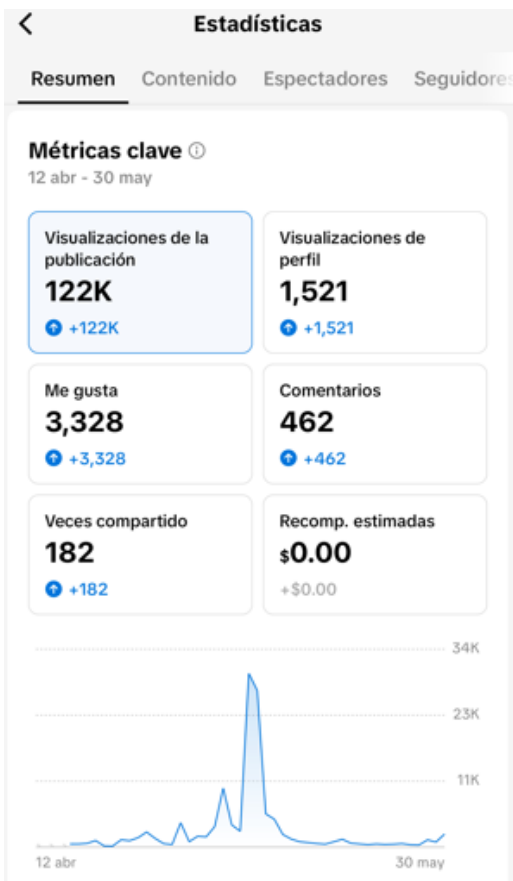 Estadísticas
Resumen Contenido Espectadores Seguidores
Métricas clave
12 abr - 30 may
Visualizaciones de la
publicación
122K
+122K
Visualizaciones de
perfil
1,521
+1,521
Me gusta
3,328
+3,328
Comentarios
462
+462
Veces compartido
182
+182
Recomp. estimadas
$0.00
+$0.00
34K
23K
11K
12 abr
30 may